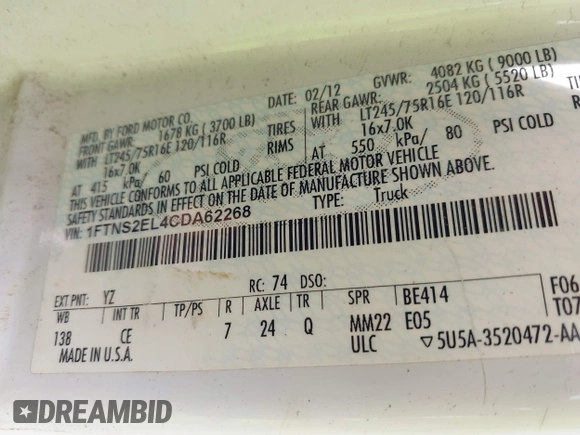 MFD. BY FORD MOTOR CO.
DATE: 02/12 GVWR: 4082 KG ( 9000 LB)
FRONT GAWR: 1678 KG ( 3700 LB) REAR GAWR: 2504 KG ( 5520 LB)
WITH LT245/75R16E 120/116R TIRES WITH LT245/75R16E 120/116R
16x7.0K RIMS 16x7.0K
AT 415 kPa/ 60 PSI COLD AT 550 kPa/ 80 PSI COLD
THIS VEHICLE CONFORMS TO ALL APPLICABLE FEDERAL MOTOR VEHICLE
SAFETY STANDARDS IN EFFECT ON THE DATE OF MANUFACTURE SHOWN ABOVE.
VIN: 1FTNS2EL4CDA62268 TYPE: Truck
EXT PNT: YZ RC: 74 DSO:
WB INT TR TP/PS R AXLE TR SPR BE414 F06
138 CE 7 24 Q MM22 E05 T07
MADE IN U.S.A. ULC ▽5U5A-3520472-AA
DREAMBID